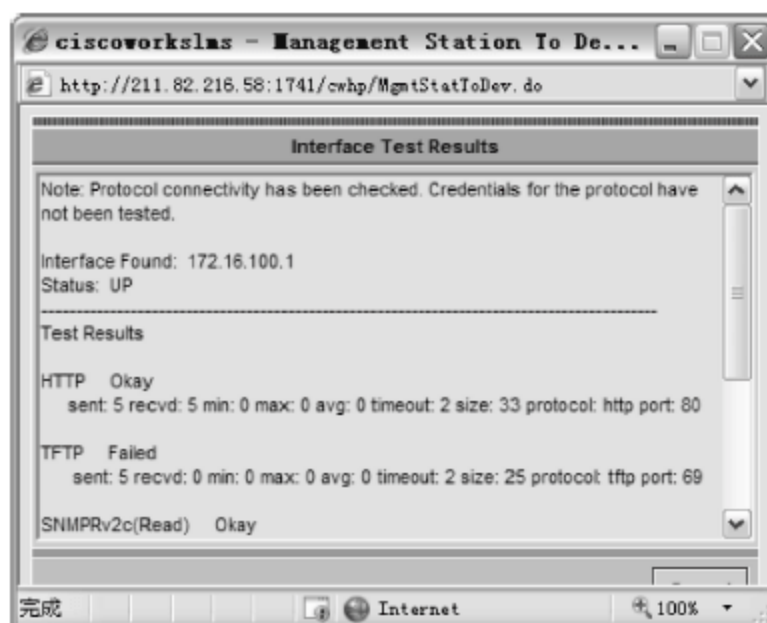 ciscoworkslms - Management Station To De...
http://211.82.216.58:1741/cwhp/MgmtStatToDev.do
Interface Test Results
Note: Protocol connectivity has been checked. Credentials for the protocol have
not been tested.
Interface Found: 172.16.100.1
Status: UP
Test Results
HTTP Okay
sent: 5 recvd: 5 min: 0 max: 0 avg: 0 timeout: 2 size: 33 protocol: http port: 80
TFTP Failed
sent: 5 recvd: 0 min: 0 max: 0 avg: 0 timeout: 2 size: 25 protocol: tftp port: 69
SNMPRv2c(Read) Okay
完成 Internet 100%